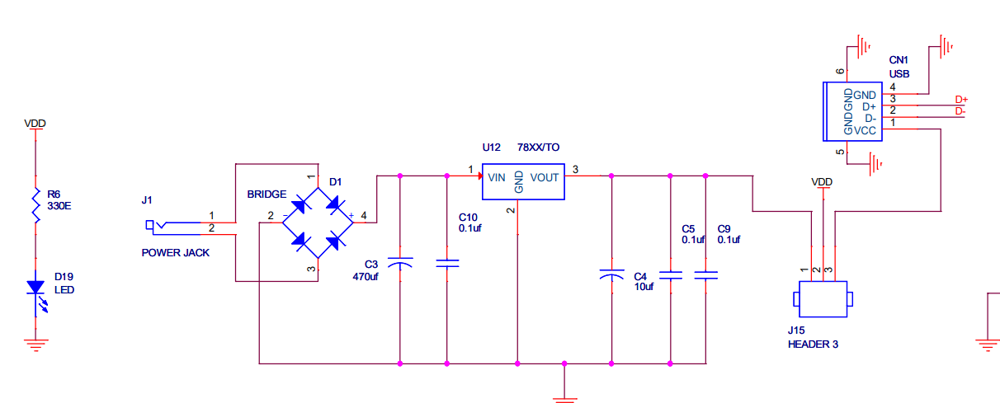 VDD
R6
330E
D19
LED
J1
1
2
POWER JACK
BRIDGE
D1
1
2
-
+
4
3
C3
470uf
C10
0.1uf
U12
78XX/TO
1
VIN
GND
VOUT
3
2
C4
10uf
C5
0.1uf
C9
0.1uf
CN1
USB
6
GND
GND
5
GND
4
D+
3
D-
2
VCC
1
D+
D-
VDD
1
2
3
J15
HEADER 3